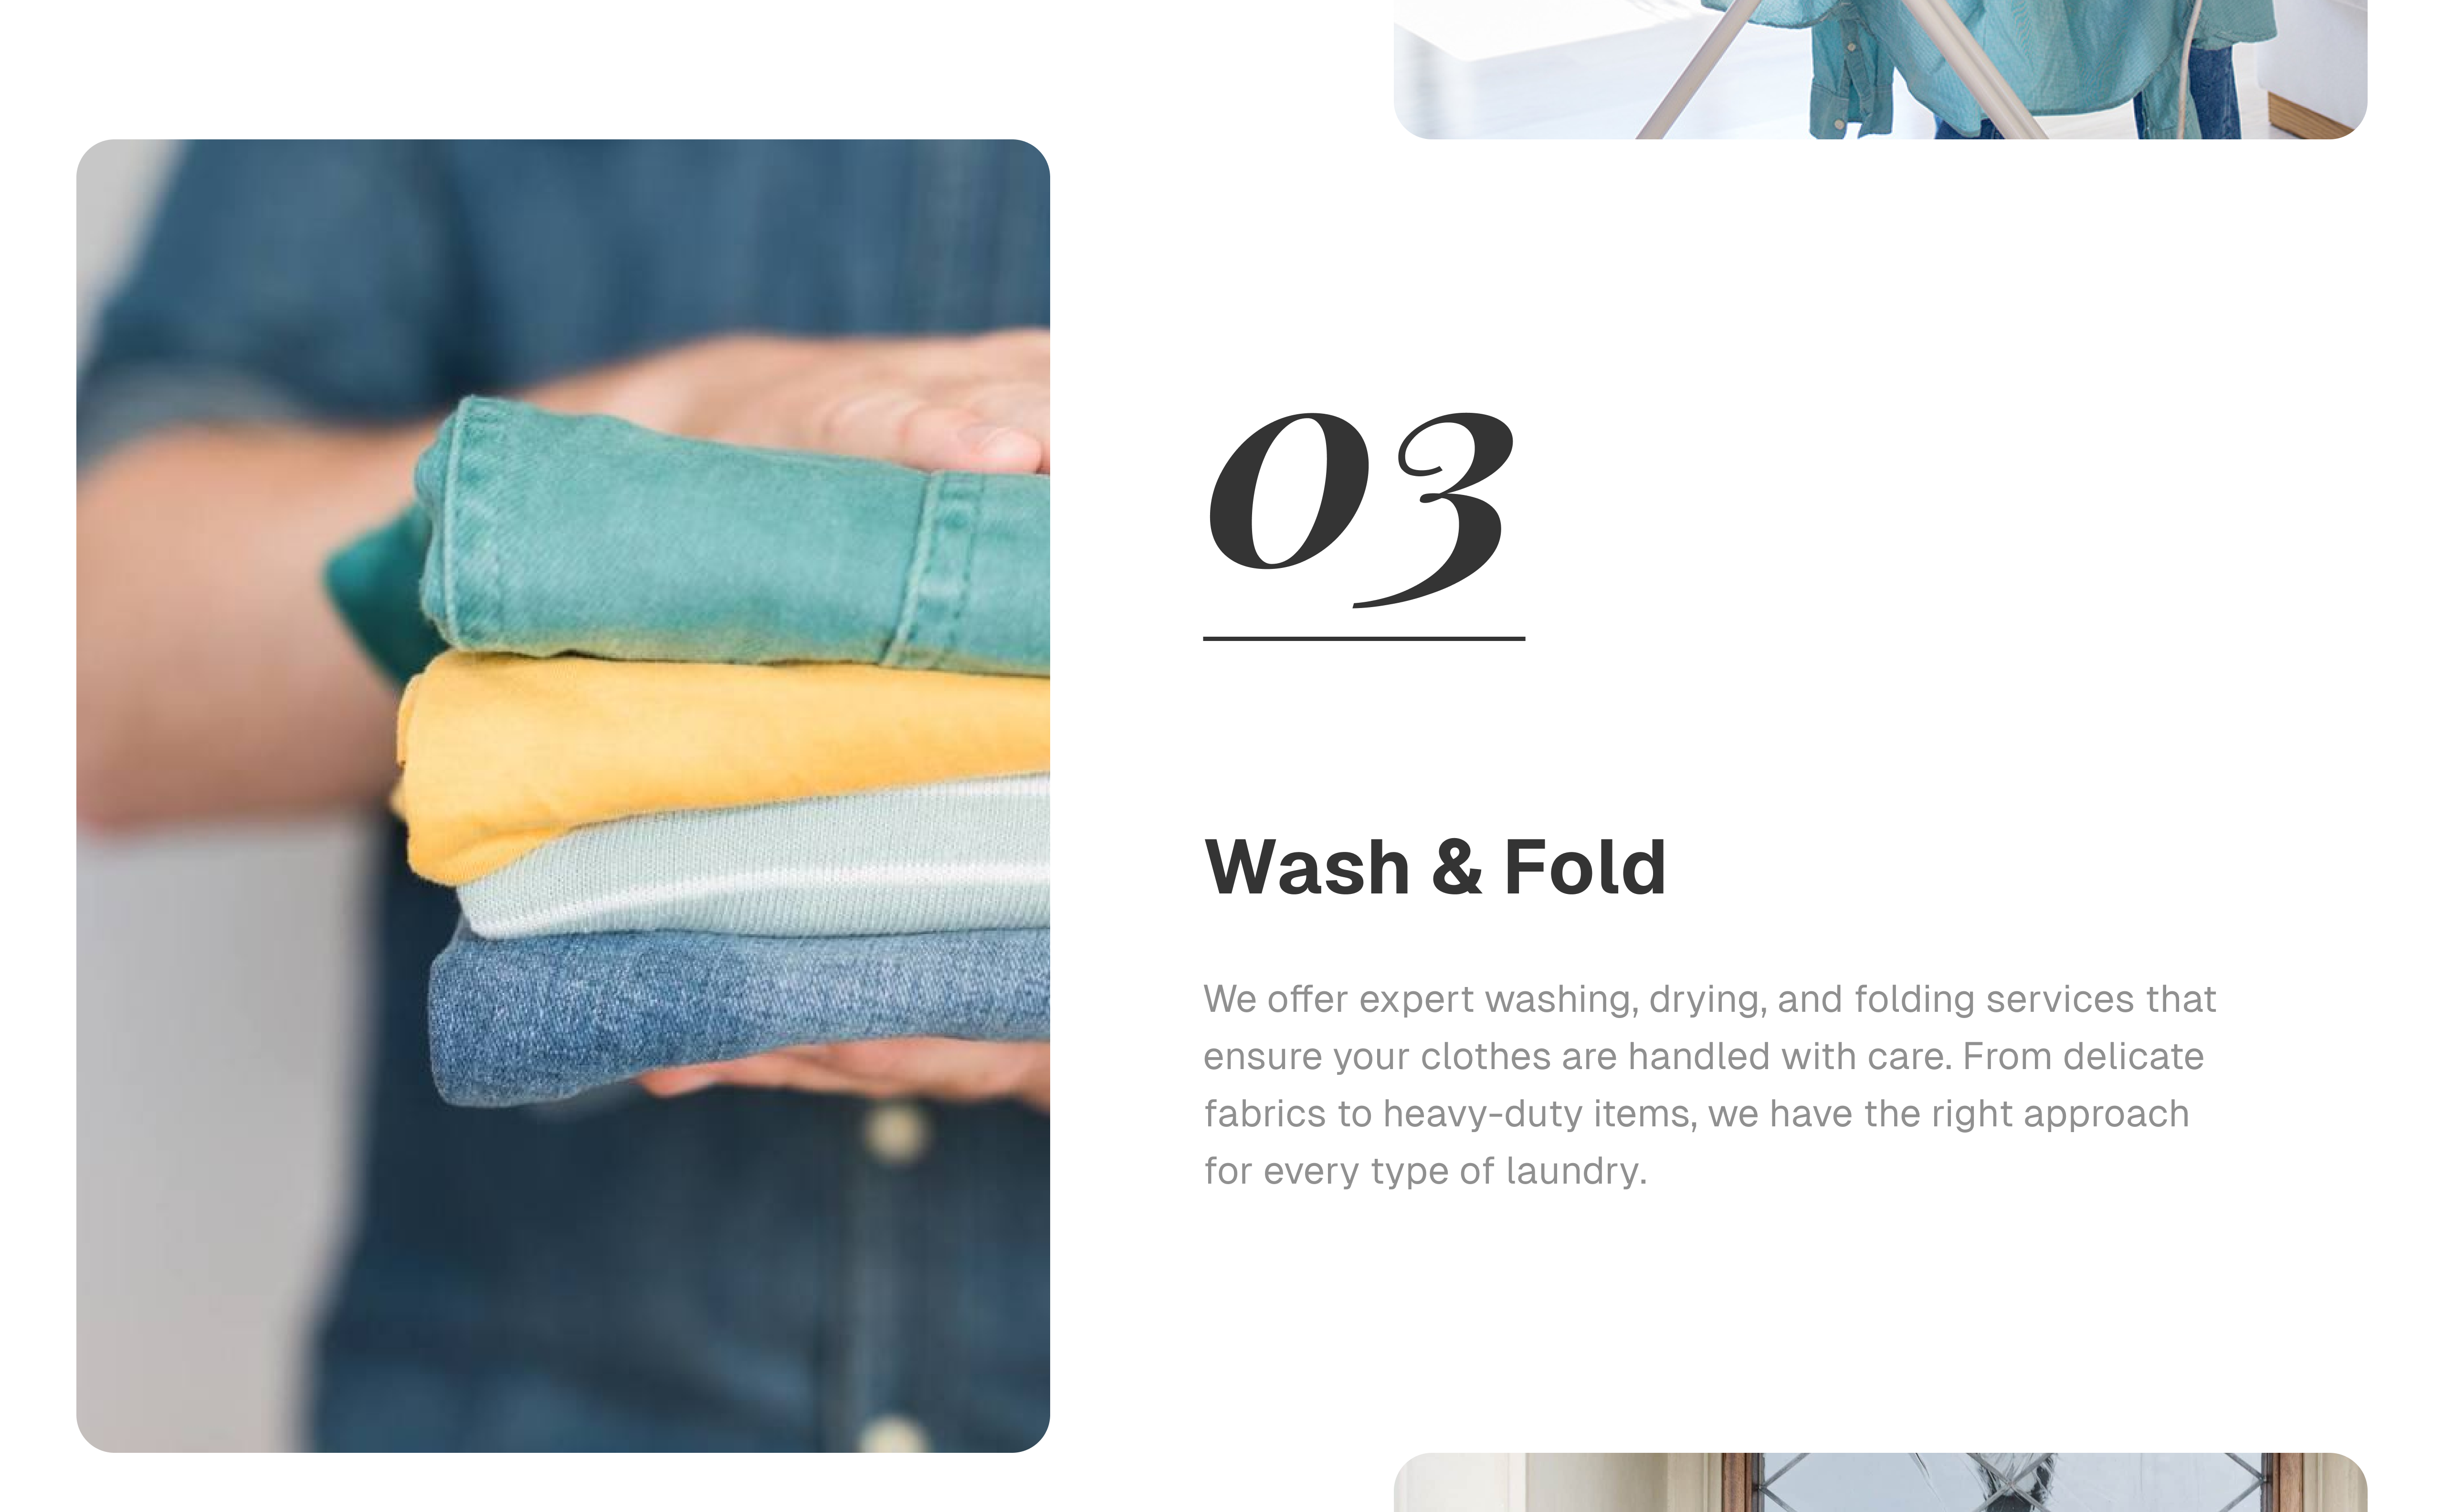 03
Wash & Fold
We offer expert washing, drying, and folding services that
ensure your clothes are handled with care. From delicate
fabrics to heavy-duty items, we have the right approach
for every type of laundry.